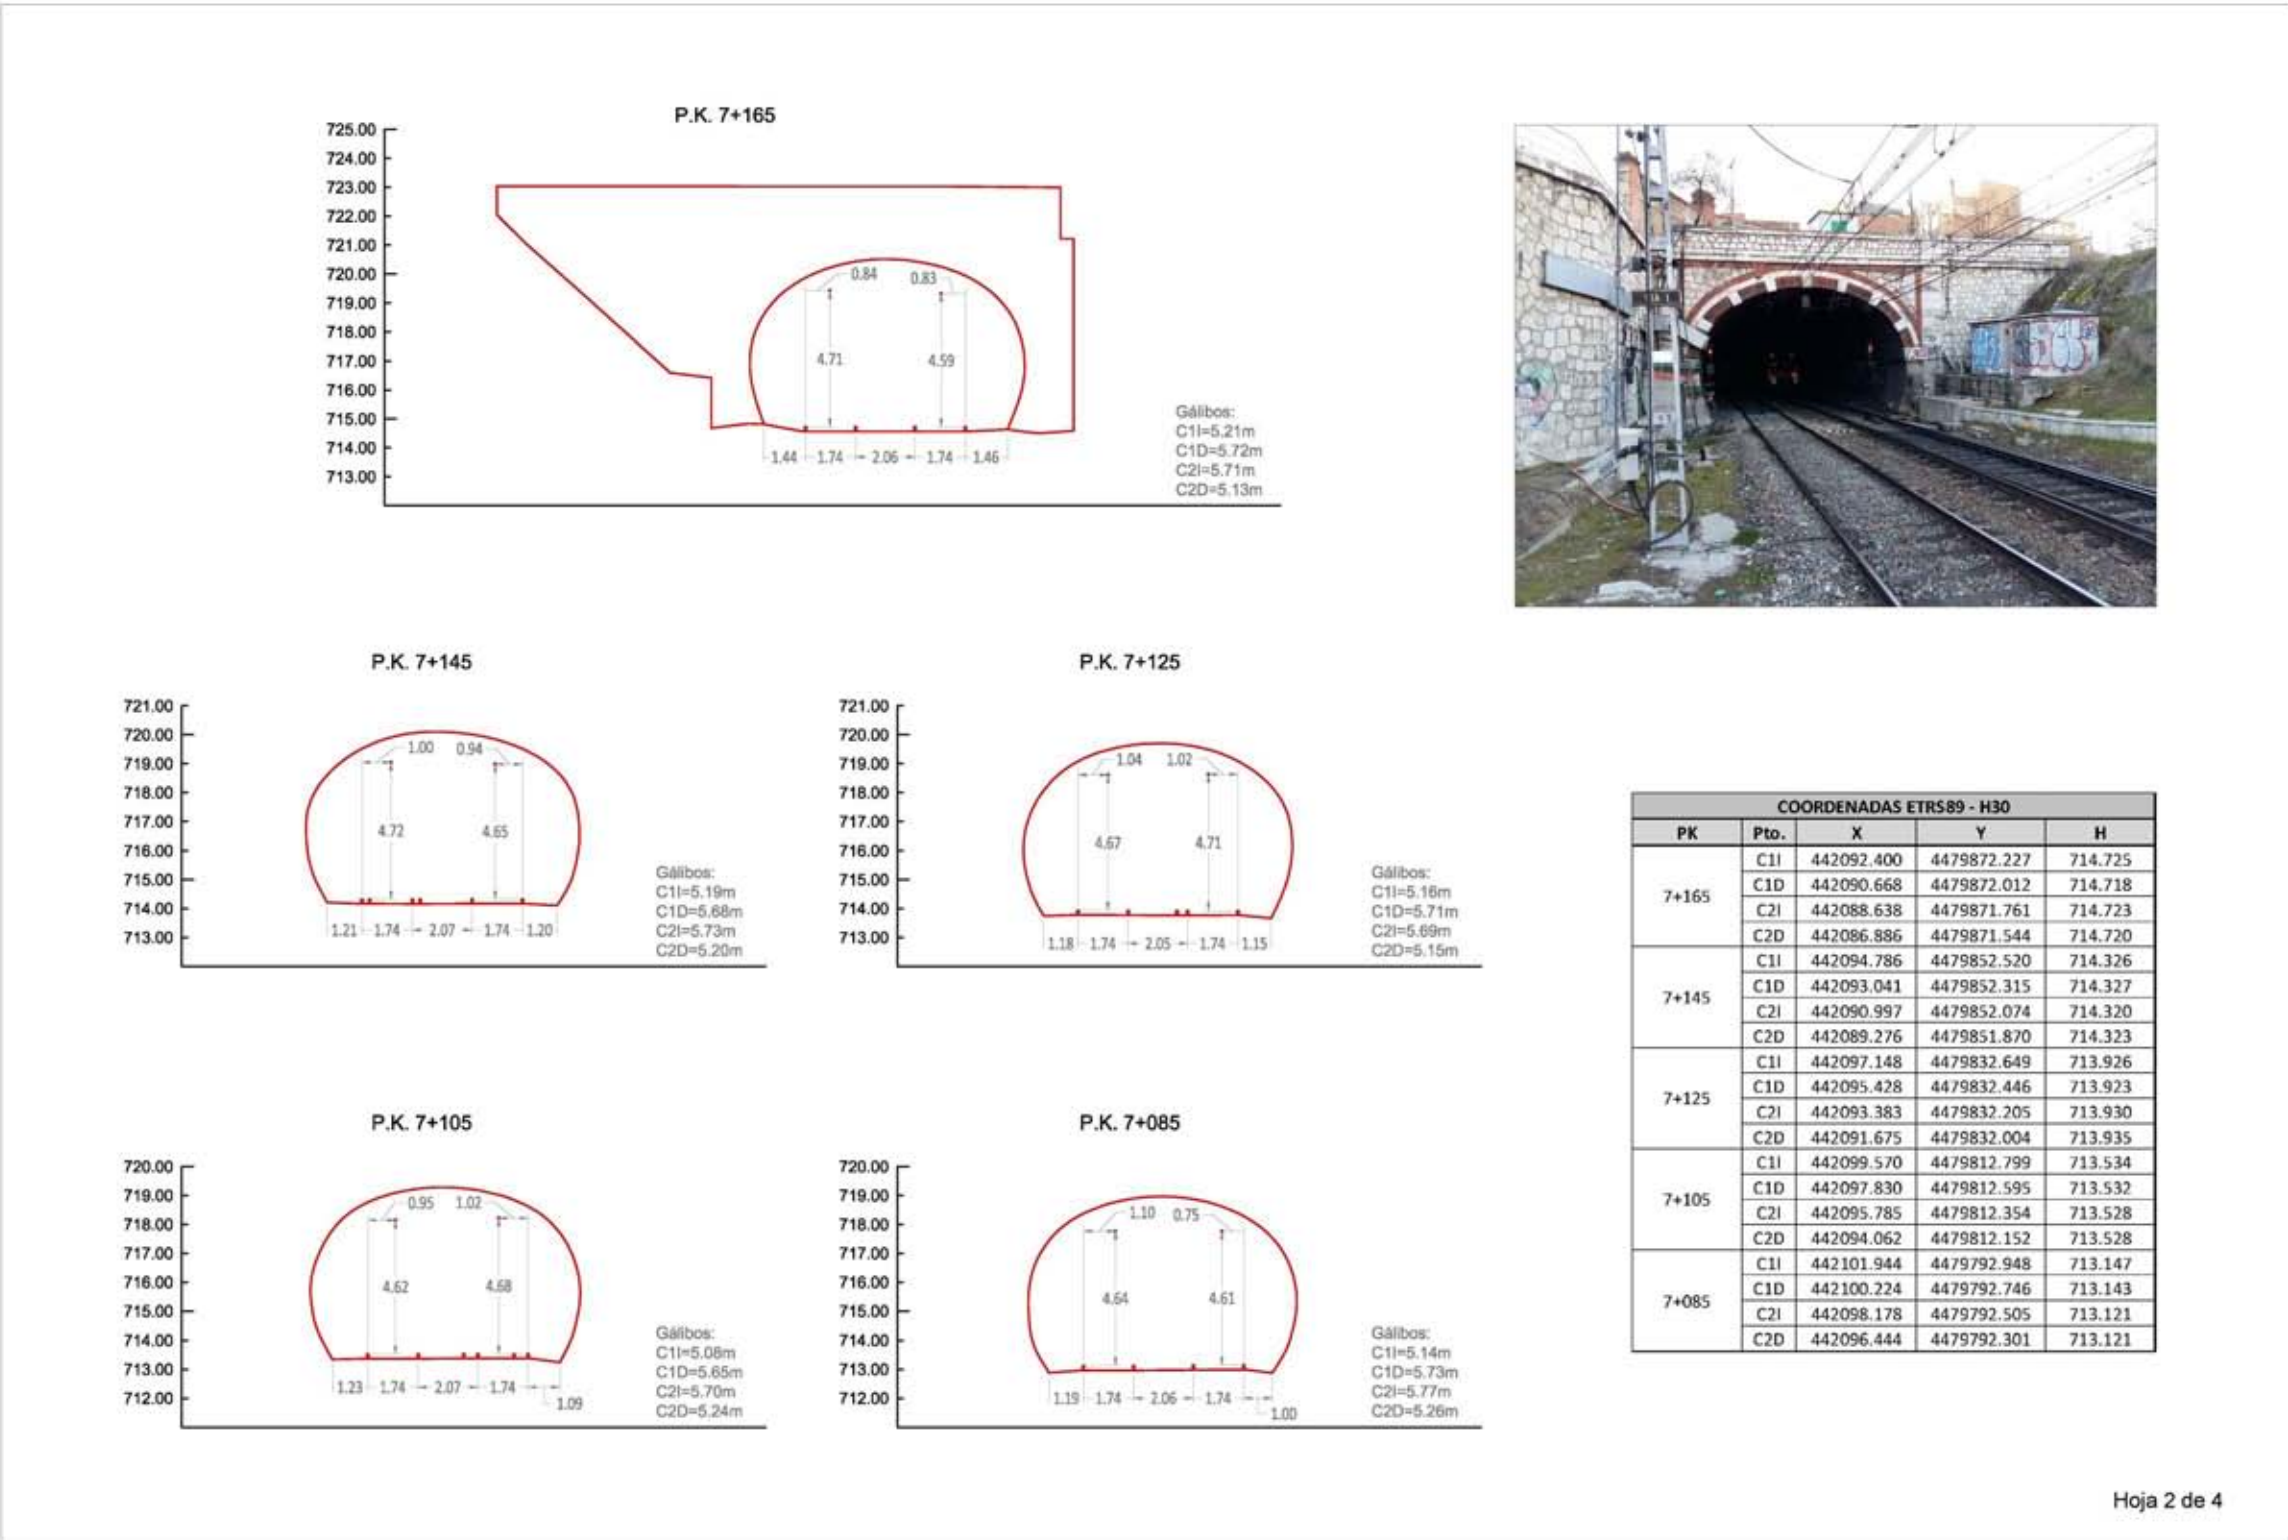 P.K. 7+165
725.00
724.00
723.00
722.00
721.00
720.00
719.00
718.00
717.00
716.00
715.00
714.00
713.00
0.84 0.83
4.71 4.59
1.44 1.74 2.06 1.74 1.46
Gálibos:
C1I=5.21m
C1D=5.72m
C2I=5.71m
C2D=5.13m
P.K. 7+145
721.00
720.00
719.00
718.00
717.00
716.00
715.00
714.00
713.00
1.00 0.94
4.72 4.65
1.21 1.74 2.07 1.74 1.20
Gálibos:
C1I=5.19m
C1D=5.68m
C2I=5.73m
C2D=5.20m
P.K. 7+125
721.00
720.00
719.00
718.00
717.00
716.00
715.00
714.00
713.00
1.04 1.02
4.67 4.71
1.18 1.74 2.05 1.74 1.15
Gálibos:
C1I=5.16m
C1D=5.71m
C2I=5.69m
C2D=5.15m
P.K. 7+105
720.00
719.00
718.00
717.00
716.00
715.00
714.00
713.00
712.00
0.95 1.02
4.62 4.68
1.23 1.74 2.07 1.74
1.09
Gálibos:
C1I=5.08m
C1D=5.65m
C2I=5.70m
C2D=5.24m
P.K. 7+085
720.00
719.00
718.00
717.00
716.00
715.00
714.00
713.00
712.00
1.10 0.75
4.64 4.61
1.19 1.74 2.06 1.74
1.00
Gálibos:
C1I=5.14m
C1D=5.73m
C2I=5.77m
C2D=5.26m
COORDENADAS ETRS89 - H30
PK Pto. X Y H
7+165
C1I 442092.400 4479872.227 714.725
C1D 442090.668 4479872.012 714.718
C2I 442088.638 4479871.761 714.723
C2D 442086.886 4479871.544 714.720
7+145
C1I 442094.786 4479852.520 714.326
C1D 442093.041 4479852.315 714.327
C2I 442090.997 4479852.074 714.320
C2D 442089.276 4479851.870 714.323
7+125
C1I 442097.148 4479832.649 713.926
C1D 442095.428 4479832.446 713.923
C2I 442093.383 4479832.205 713.930
C2D 442091.675 4479832.004 713.935
7+105
C1I 442099.570 4479812.799 713.534
C1D 442097.830 4479812.595 713.532
C2I 442095.785 4479812.354 713.528
C2D 442094.062 4479812.152 713.528
7+085
C1I 442101.944 4479792.948 713.147
C1D 442100.224 4479792.746 713.143
C2I 442098.178 4479792.505 713.121
C2D 442096.444 4479792.301 713.121
Hoja 2 de 4